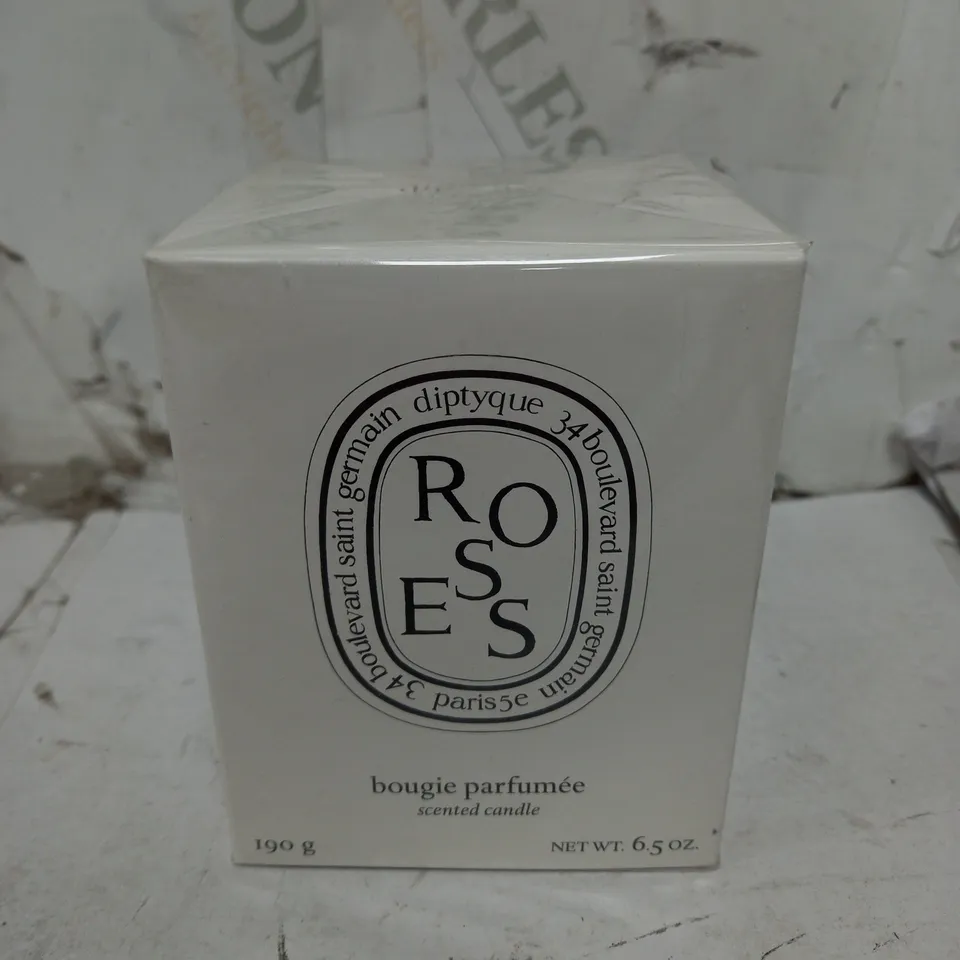 diptyque
34 boulevard saint germain
34 boulevard saint germain
paris 5e
ROSES
bougie parfumée
scented candle
190 g
NET WT. 6.5 OZ.